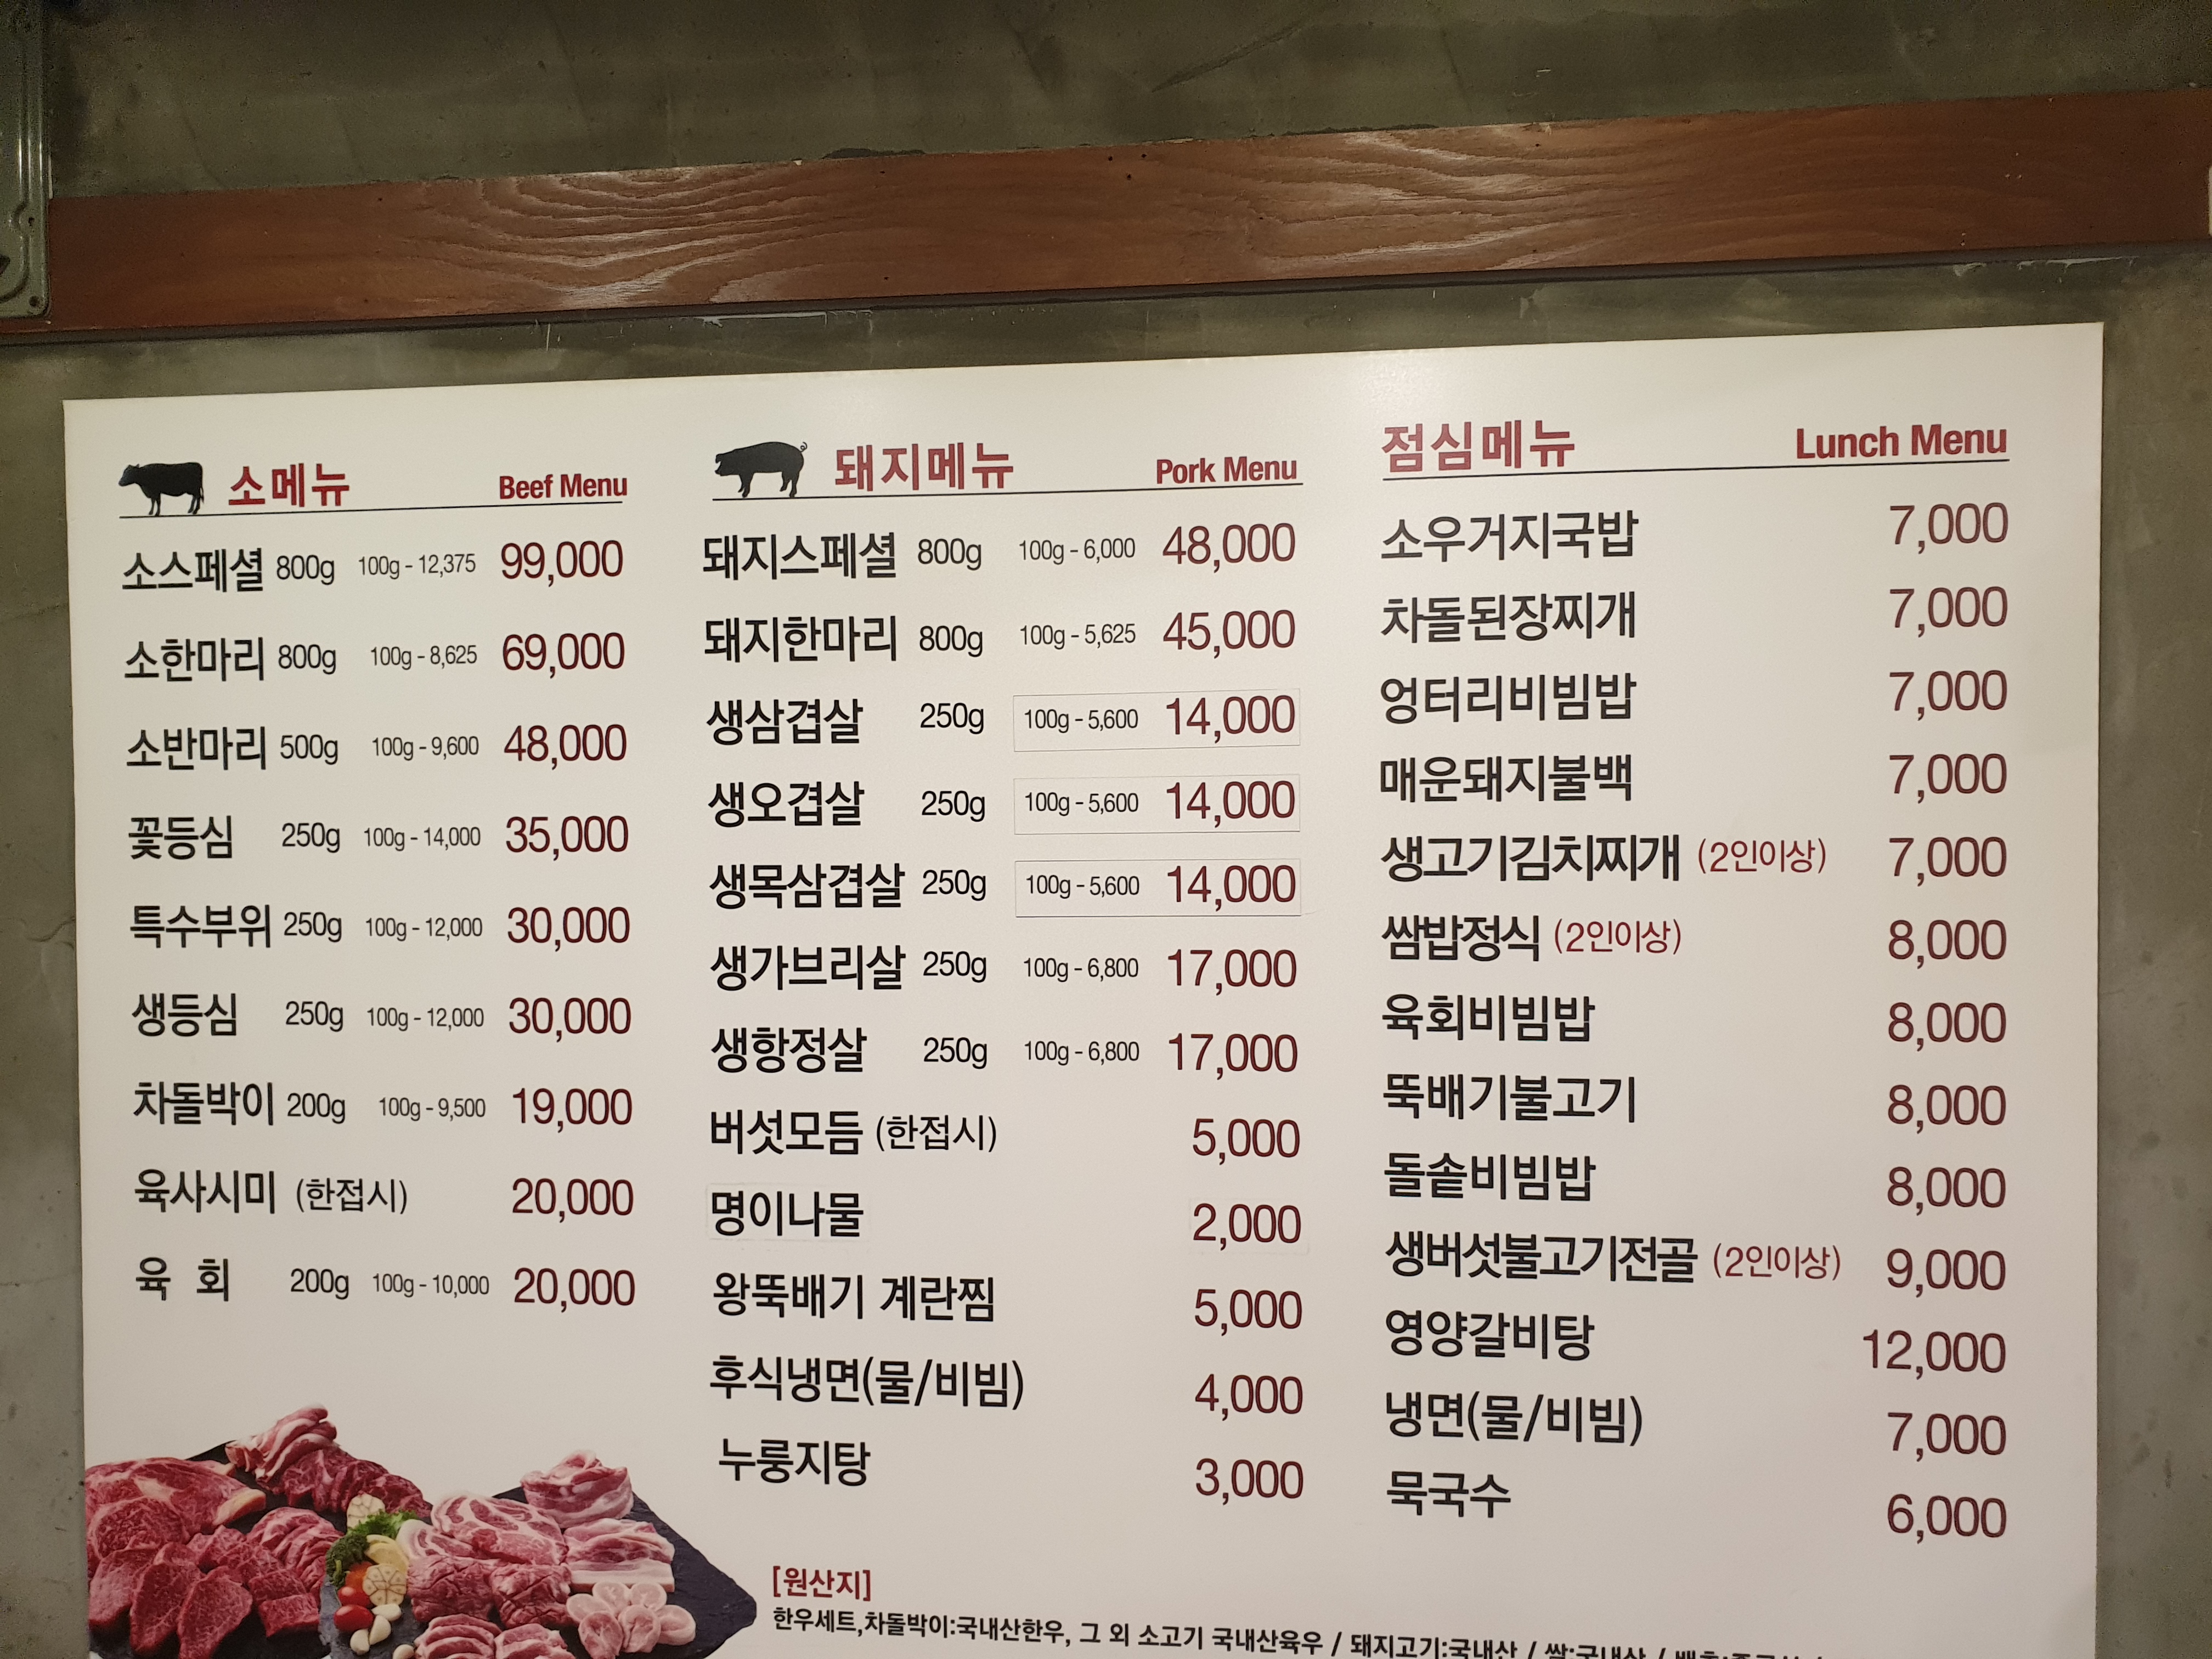 소메뉴 Beef Menu
소스페셜 800g 100g - 12,375 99,000
소한마리 800g 100g - 8,625 69,000
소반마리 500g 100g - 9,600 48,000
꽃등심 250g 100g - 14,000 35,000
특수부위 250g 100g - 12,000 30,000
생등심 250g 100g - 12,000 30,000
차돌박이 200g 100g - 9,500 19,000
육사시미 (한접시) 20,000
육 회 200g 100g - 10,000 20,000
돼지메뉴 Pork Menu
돼지스페셜 800g 100g - 6,000 48,000
돼지한마리 800g 100g - 5,625 45,000
생삼겹살 250g 100g - 5,600 14,000
생오겹살 250g 100g - 5,600 14,000
생목삼겹살 250g 100g - 5,600 14,000
생가브리살 250g 100g - 6,800 17,000
생항정살 250g 100g - 6,800 17,000
버섯모듬 (한접시) 5,000
명이나물 2,000
왕뚝배기 계란찜 5,000
후식냉면(물/비빔) 4,000
누룽지탕 3,000
점심메뉴 Lunch Menu
소우거지국밥 7,000
차돌된장찌개 7,000
엉터리비빔밥 7,000
매운돼지불백 7,000
생고기김치찌개 (2인이상) 7,000
쌈밥정식 (2인이상) 8,000
육회비빔밥 8,000
뚝배기불고기 8,000
돌솥비빔밥 8,000
생버섯불고기전골 (2인이상) 9,000
영양갈비탕 12,000
냉면(물/비빔) 7,000
묵국수 6,000
[원산지]
한우세트,차돌박이:국내산한우, 그 외 소고기 국내산육우 / 돼지고기:국내산 / 쌀:국내산 /